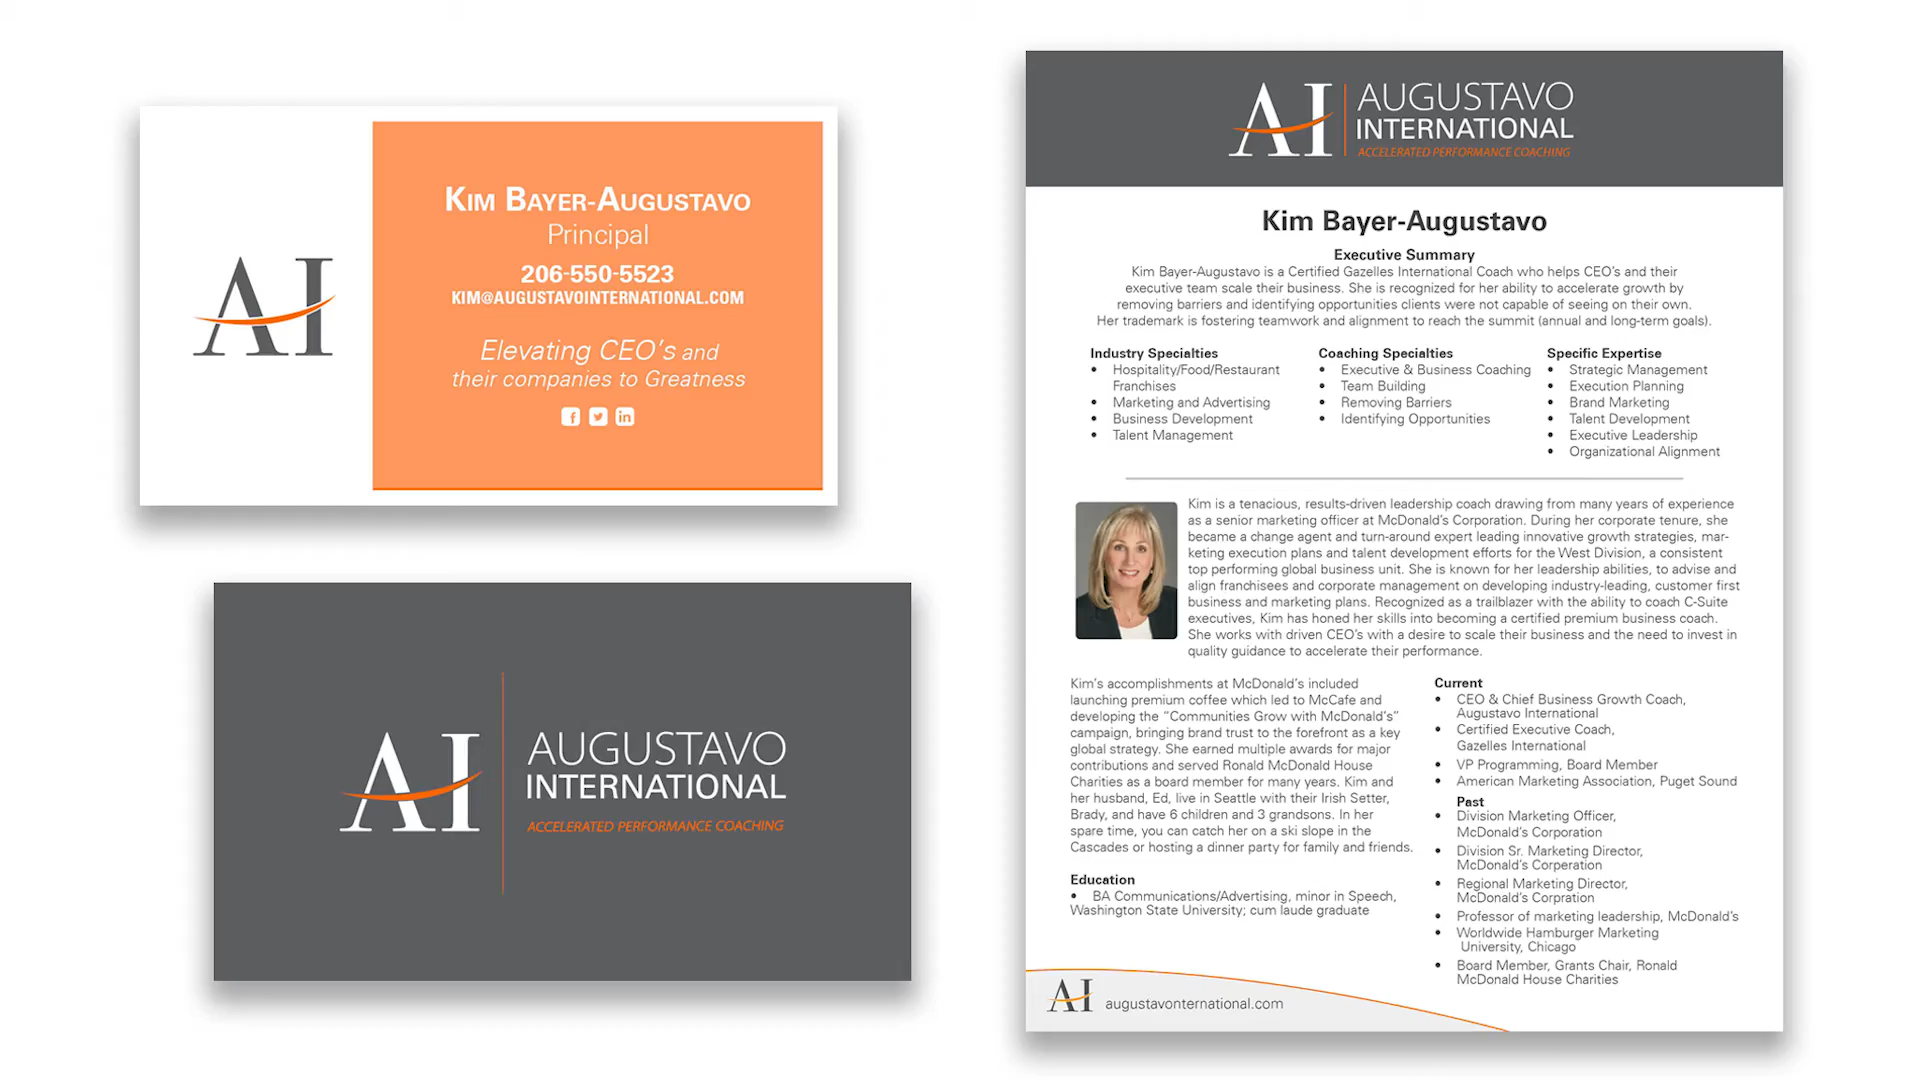 AI
KIM BAYER-AUGUSTAVO
Principal
206-550-5523
KIM@AUGUSTAVOINTERNATIONAL.COM
Elevating CEO's and
their companies to Greatness
AI
AUGUSTAVO
INTERNATIONAL
ACCELERATED PERFORMANCE COACHING
AI
AUGUSTAVO
INTERNATIONAL
ACCELERATED PERFORMANCE COACHING
Kim Bayer-Augustavo
Executive Summary
Kim Bayer-Augustavo is a Certified Gazelles International Coach who helps CEO's and their
executive team scale their business. She is recognized for her ability to accelerate growth by
removing barriers and identifying opportunities clients were not capable of seeing on their own.
Her trademark is fostering teamwork and alignment to reach the summit (annual and long-term goals).
Industry Specialties
• Hospitality/Food/Restaurant
Franchises
• Marketing and Advertising
• Business Development
• Talent Management
Coaching Specialties
• Executive & Business Coaching
• Team Building
• Removing Barriers
• Identifying Opportunities
Specific Expertise
• Strategic Management
• Execution Planning
• Brand Marketing
• Talent Development
• Executive Leadership
• Organizational Alignment
Kim is a tenacious, results-driven leadership coach drawing from many years of experience
as a senior marketing officer at McDonald's Corporation. During her corporate tenure, she
became a change agent and turn-around expert leading innovative growth strategies, mar-
keting execution plans and talent development efforts for the West Division, a consistent
top performing global business unit. She is known for her leadership abilities, to advise and
align franchisees and corporate management on developing industry-leading, customer first
business and marketing plans. Recognized as a trailblazer with the ability to coach C-Suite
executives, Kim has honed her skills into becoming a certified premium business coach.
She works with driven CEO's with a desire to scale their business and the need to invest in
quality guidance to accelerate their performance.
Kim's accomplishments at McDonald's included
launching premium coffee which led to McCafe and
developing the "Communities Grow with McDonald's"
campaign, bringing brand trust to the forefront as a key
global strategy. She earned multiple awards for major
contributions and served Ronald McDonald House
Charities as a board member for many years. Kim and
her husband, Ed, live in Seattle with their Irish Setter,
Brady, and have 6 children and 3 grandsons. In her
spare time, you can catch her on a ski slope in the
Cascades or hosting a dinner party for family and friends.
Education
• BA Communications/Advertising, minor in Speech,
Washington State University; cum laude graduate
Current
• CEO & Chief Business Growth Coach,
Augustavo International
• Certified Executive Coach,
Gazelles International
• VP Programming, Board Member
• American Marketing Association, Puget Sound
Past
• Division Marketing Officer,
McDonald's Corporation
• Division Sr. Marketing Director,
McDonald's Corperation
• Regional Marketing Director,
McDonald's Corpration
• Professor of marketing leadership, McDonald's
• Worldwide Hamburger Marketing
University, Chicago
• Board Member, Grants Chair, Ronald
McDonald House Charities
AI
augustavonternational.com